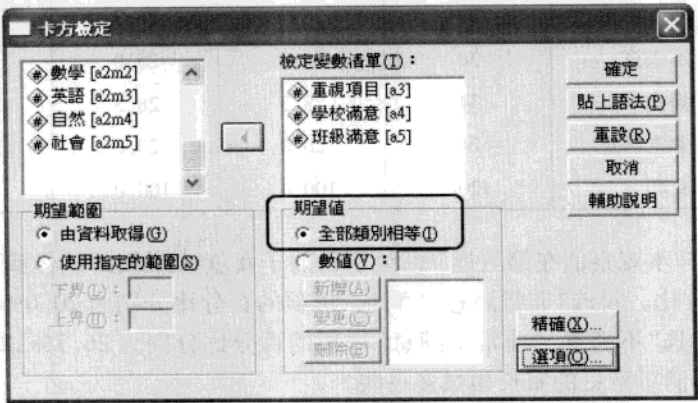 卡方檢定
數學 [a2m2]
英語 [a2m3]
自然 [a2m4]
社會 [a2m5]
檢定變數清單(T)：
重視項目 [a3]
學校滿意 [a4]
班級滿意 [a5]
確定
貼上語法(P)
重設(R)
取消
輔助說明
期望範圍
由資料取得(G)
使用指定的範圍(S)
下界(L)：
上界(U)：
期望值
全部類別相等(I)
數值(V)：
新增(A)
變更(C)
刪除(E)
精確(X)...
選項(O)...